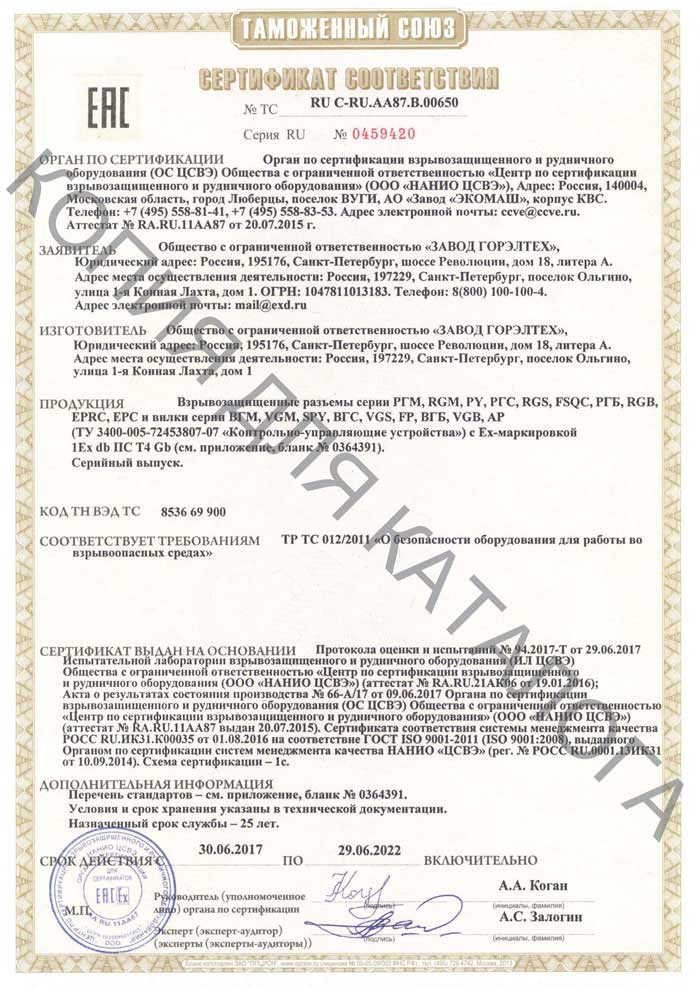 ТАМОЖЕННЫЙ СОЮЗ
СЕРТИФИКАТ СООТВЕТСТВИЯ
EAC
№ ТС RU C-RU.AA87.B.00650
Серия RU № 0459420
ОРГАН ПО СЕРТИФИКАЦИИ Орган по сертификации взрывозащищенного и рудничного
оборудования (ОС ЦСВЭ) Общества с ограниченной ответственностью «Центр по сертификации
взрывозащищенного и рудничного оборудования» (ООО «НАНИО ЦСВЭ»), Адрес: Россия, 140004,
Московская область, город Люберцы, поселок ВУГИ, АО «Завод «ЭКОМАШ», корпус КВС.
Телефон: +7 (495) 558-81-41, +7 (495) 558-83-53. Адрес электронной почты: ccve@ccve.ru.
Аттестат № RA.RU.11АА87 от 20.07.2015 г.
ЗАЯВИТЕЛЬ Общество с ограниченной ответственностью «ЗАВОД ГОРЭЛТЕХ»,
Юридический адрес: Россия, 195176, Санкт-Петербург, шоссе Революции, дом 18, литера А.
Адрес места осуществления деятельности: Россия, 197229, Санкт-Петербург, поселок Ольгино,
улица 1-я Конная Лахта, дом 1. ОГРН: 1047811013183. Телефон: 8(800) 100-100-4.
Адрес электронной почты: mail@exd.ru
ИЗГОТОВИТЕЛЬ Общество с ограниченной ответственностью «ЗАВОД ГОРЭЛТЕХ»,
Юридический адрес: Россия, 195176, Санкт-Петербург, шоссе Революции, дом 18, литера А.
Адрес места осуществления деятельности: Россия, 197229, Санкт-Петербург, поселок Ольгино,
улица 1-я Конная Лахта, дом 1
ПРОДУКЦИЯ Взрывозащищенные разъемы серии РГМ, RGM, PY, РГС, RGS, FSQC, РГБ, RGB,
EPRC, EPC и вилки серии ВГМ, VGM, SPY, ВГС, VGS, FP, ВГБ, VGB, AP
(ТУ 3400-005-72453807-07 «Контрольно-управляющие устройства») с Ex-маркировкой
1Ex db IIC T4 Gb (см. приложение, бланк № 0364391).
Серийный выпуск.
КОД ТН ВЭД ТС 8536 69 900
СООТВЕТСТВУЕТ ТРЕБОВАНИЯМ ТР ТС 012/2011 «О безопасности оборудования для работы во
взрывоопасных средах»
СЕРТИФИКАТ ВЫДАН НА ОСНОВАНИИ Протокола оценки и испытаний № 94.2017-Т от 29.06.2017
Испытательной лаборатории взрывозащищенного и рудничного оборудования (ИЛ ЦСВЭ)
Общества с ограниченной ответственностью «Центр по сертификации взрывозащищенного
и рудничного оборудования (ООО «НАНИО ЦСВЭ») (аттестат № RA.RU.21АК06 от 19.01.2016);
Акта о результатах состояния производства № 66-А/17 от 09.06.2017 Органа по сертификации
взрывозащищенного и рудничного оборудования (ОС ЦСВЭ) Общества с ограниченной ответственностью
«Центр по сертификации взрывозащищенного и рудничного оборудования» (ООО «НАНИО ЦСВЭ»)
(аттестат № RA.RU.11АА87 выдан 20.07.2015). Сертификата соответствия системы менеджмента качества
РОСС RU.ИК31.К00035 от 01.08.2016 на соответствие ГОСТ ISO 9001-2011 (ISO 9001:2008), выданного
Органом по сертификации систем менеджмента качества НАНИО «ЦСВЭ» (рег. № РОСС RU.0001.13ИК31
от 10.09.2014). Схема сертификации – 1с.
ДОПОЛНИТЕЛЬНАЯ ИНФОРМАЦИЯ
Перечень стандартов – см. приложение, бланк № 0364391.
Условия и срок хранения указаны в технической документации.
Назначенный срок службы – 25 лет.
СРОК ДЕЙСТВИЯ С 30.06.2017 ПО 29.06.2022 ВКЛЮЧИТЕЛЬНО
М.П.
Руководитель (уполномоченное
лицо) органа по сертификации
(подпись)
А.А. Коган
(инициалы, фамилия)
Эксперт (эксперт-аудитор)
(эксперты (эксперты-аудиторы))
(подпись)
А.С. Залогин
(инициалы, фамилия)
НАНИО ЦСВЭ
ДЛЯ
СЕРТИФИКАТОВ
EAC Ex
RA.RU.11AA87
КОПИЯ ДЛЯ КАТАЛОГА